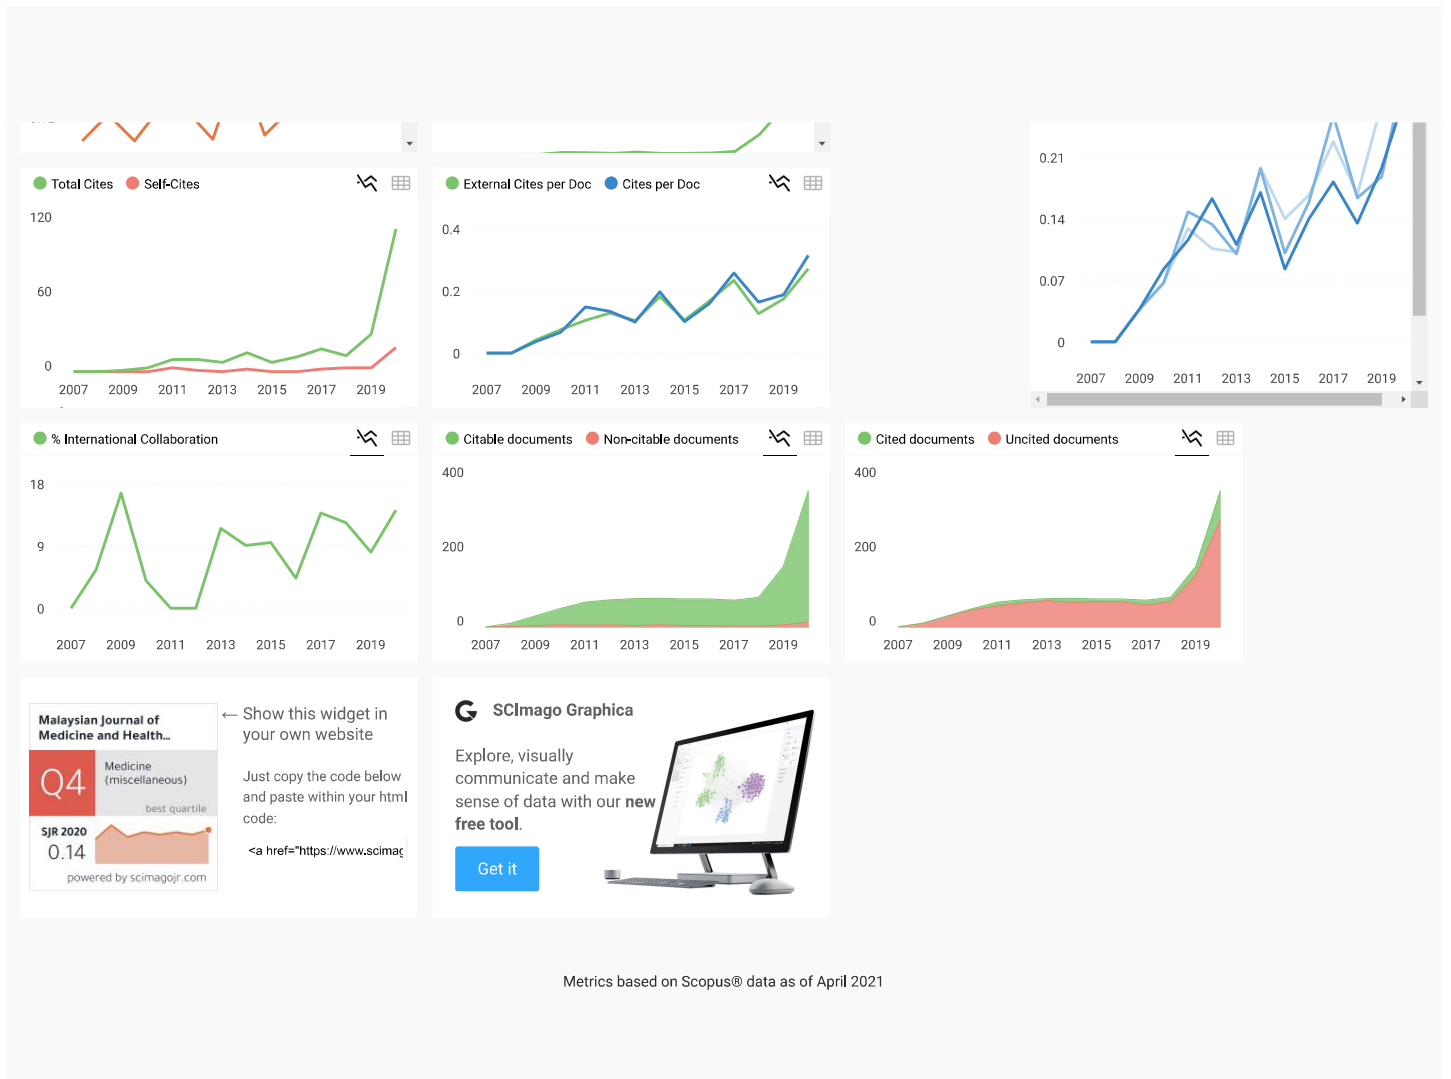 Total Cites Self-Cites
120
60
0
2007 2009 2011 2013 2015 2017 2019
External Cites per Doc Cites per Doc
0.4
0.2
0
2007 2009 2011 2013 2015 2017 2019
0.21
0.14
0.07
0
2007 2009 2011 2013 2015 2017 2019
% International Collaboration
18
9
0
2007 2009 2011 2013 2015 2017 2019
Citable documents Non-citable documents
400
200
0
2007 2009 2011 2013 2015 2017 2019
Cited documents Uncited documents
400
200
0
2007 2009 2011 2013 2015 2017 2019
Malaysian Journal of
Medicine and Health...
Q4
Medicine
(miscellaneous)
best quartile
SJR 2020
0.14
powered by scimagojr.com
← Show this widget in
your own website
Just copy the code below
and paste within your html
code:
<a href="https://www.scimag
SCImago Graphica
Explore, visually
communicate and make
sense of data with our new
free tool.
Get it
Metrics based on Scopus® data as of April 2021